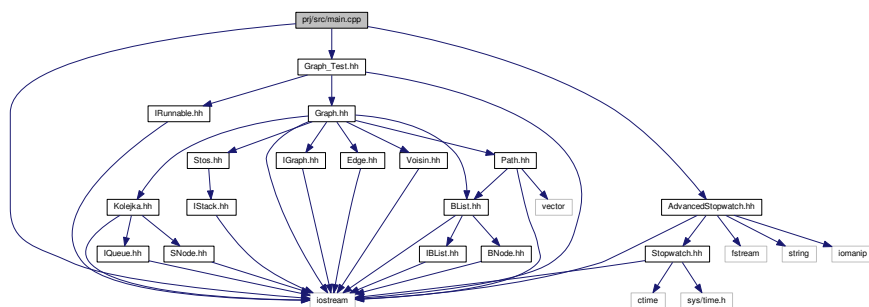 prj/src/main.cpp
Graph_Test.hh
IRunnable.hh
Graph.hh
Stos.hh
IGraph.hh
Edge.hh
Voisin.hh
Path.hh
Kolejka.hh
IStack.hh
BList.hh
vector
AdvancedStopwatch.hh
IQueue.hh
SNode.hh
IBList.hh
BNode.hh
Stopwatch.hh
fstream
string
iomanip
iostream
ctime
sys/time.h